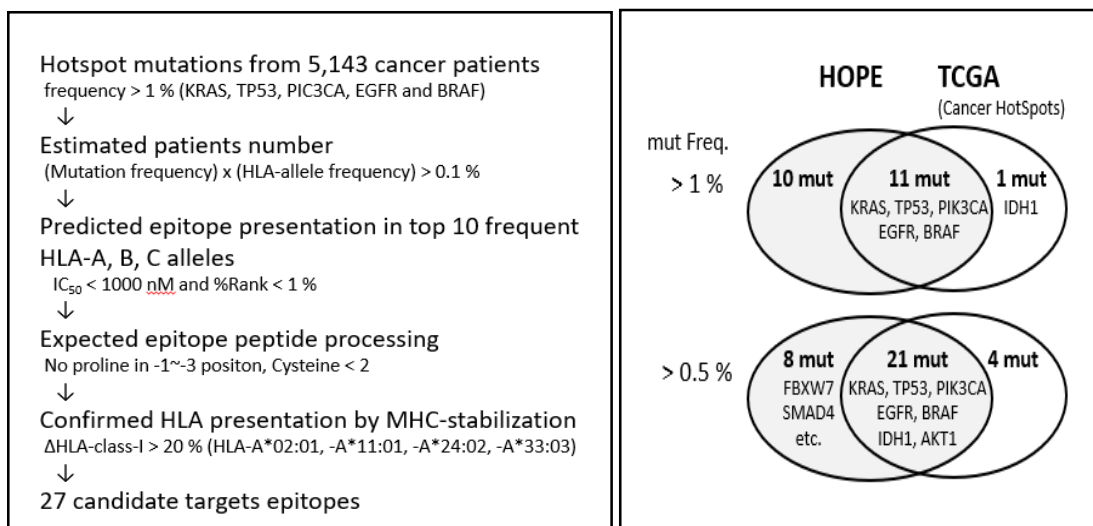 Hotspot mutations from 5,143 cancer patients
frequency > 1 % (KRAS, TP53, PIC3CA, EGFR and BRAF)
↓
Estimated patients number
(Mutation frequency) x (HLA-allele frequency) > 0.1 %
↓
Predicted epitope presentation in top 10 frequent
HLA-A, B, C alleles
IC₅₀ < 1000 nM and %Rank < 1 %
↓
Expected epitope peptide processing
No proline in -1~-3 positon, Cysteine < 2
↓
Confirmed HLA presentation by MHC-stabilization
ΔHLA-class-I > 20 % (HLA-A*02:01, -A*11:01, -A*24:02, -A*33:03)
↓
27 candidate targets epitopes
HOPE TCGA
(Cancer HotSpots)
mut Freq.
> 1 %
10 mut
11 mut
KRAS, TP53, PIK3CA
EGFR, BRAF
1 mut
IDH1
> 0.5 %
8 mut
FBXW7
SMAD4
etc.
21 mut
KRAS, TP53, PIK3CA
EGFR, BRAF
IDH1, AKT1
4 mut